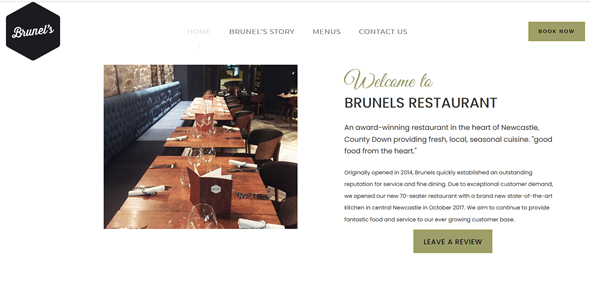 Brunel's
HOME
BRUNEL'S STORY
MENUS
CONTACT US
BOOK NOW
Welcome to
BRUNELS RESTAURANT
An award-winning restaurant in the heart of Newcastle,
County Down providing fresh, local, seasonal cuisine. "good
food from the heart."
Originally opened in 2014, Brunels quickly established an outstanding
reputation for service and fine dining. Due to exceptional customer demand,
we opened our new 70-seater restaurant with a brand new state-of-the-art
kitchen in central Newcastle in October 2017. We aim to continue to provide
fantastic food and service to our ever growing customer base.
LEAVE A REVIEW